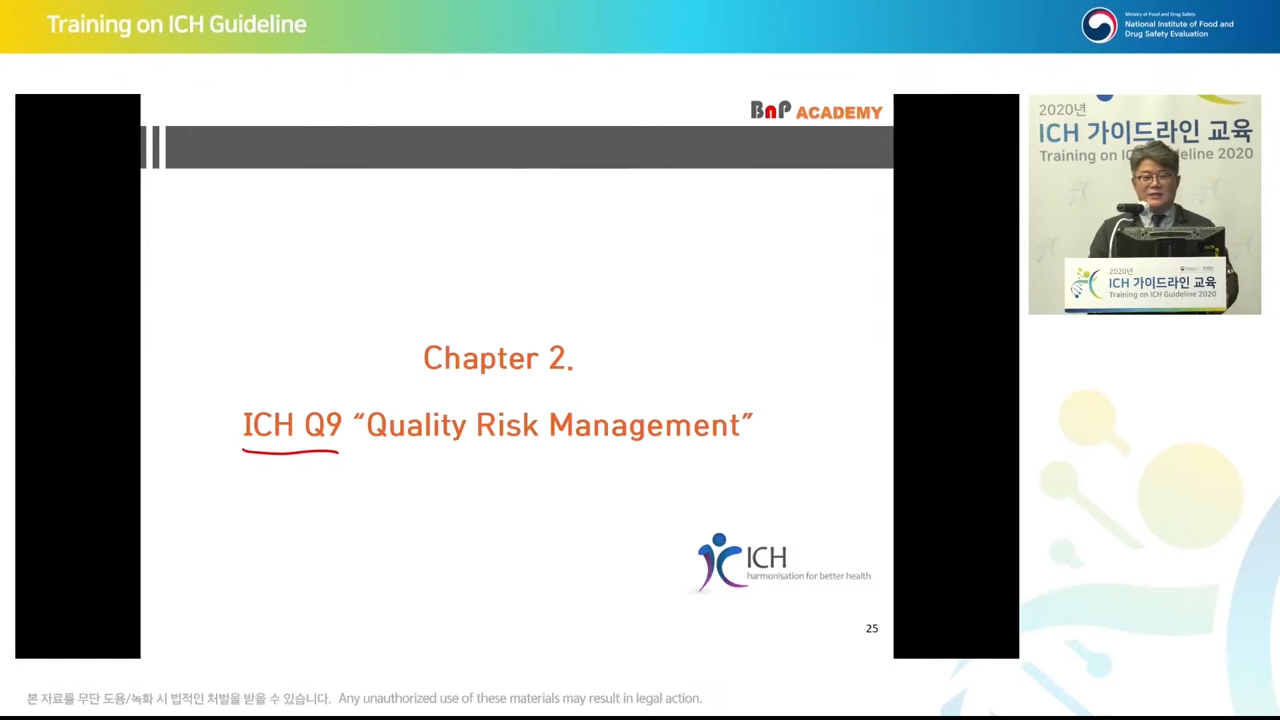 Training on ICH Guideline
Ministry of Food and Drug Safety
National Institute of Food and
Drug Safety Evaluation
BnP ACADEMY
Chapter 2.
ICH Q9 “Quality Risk Management”
ICH
harmonisation for better health
25
2020년
ICH 가이드라인 교육
Training on ICH Guideline 2020
2020년
ICH 가이드라인 교육
Training on ICH Guideline 2020
본 자료를 무단 도용/녹화 시 법적인 처벌을 받을 수 있습니다. Any unauthorized use of these materials may result in legal action.